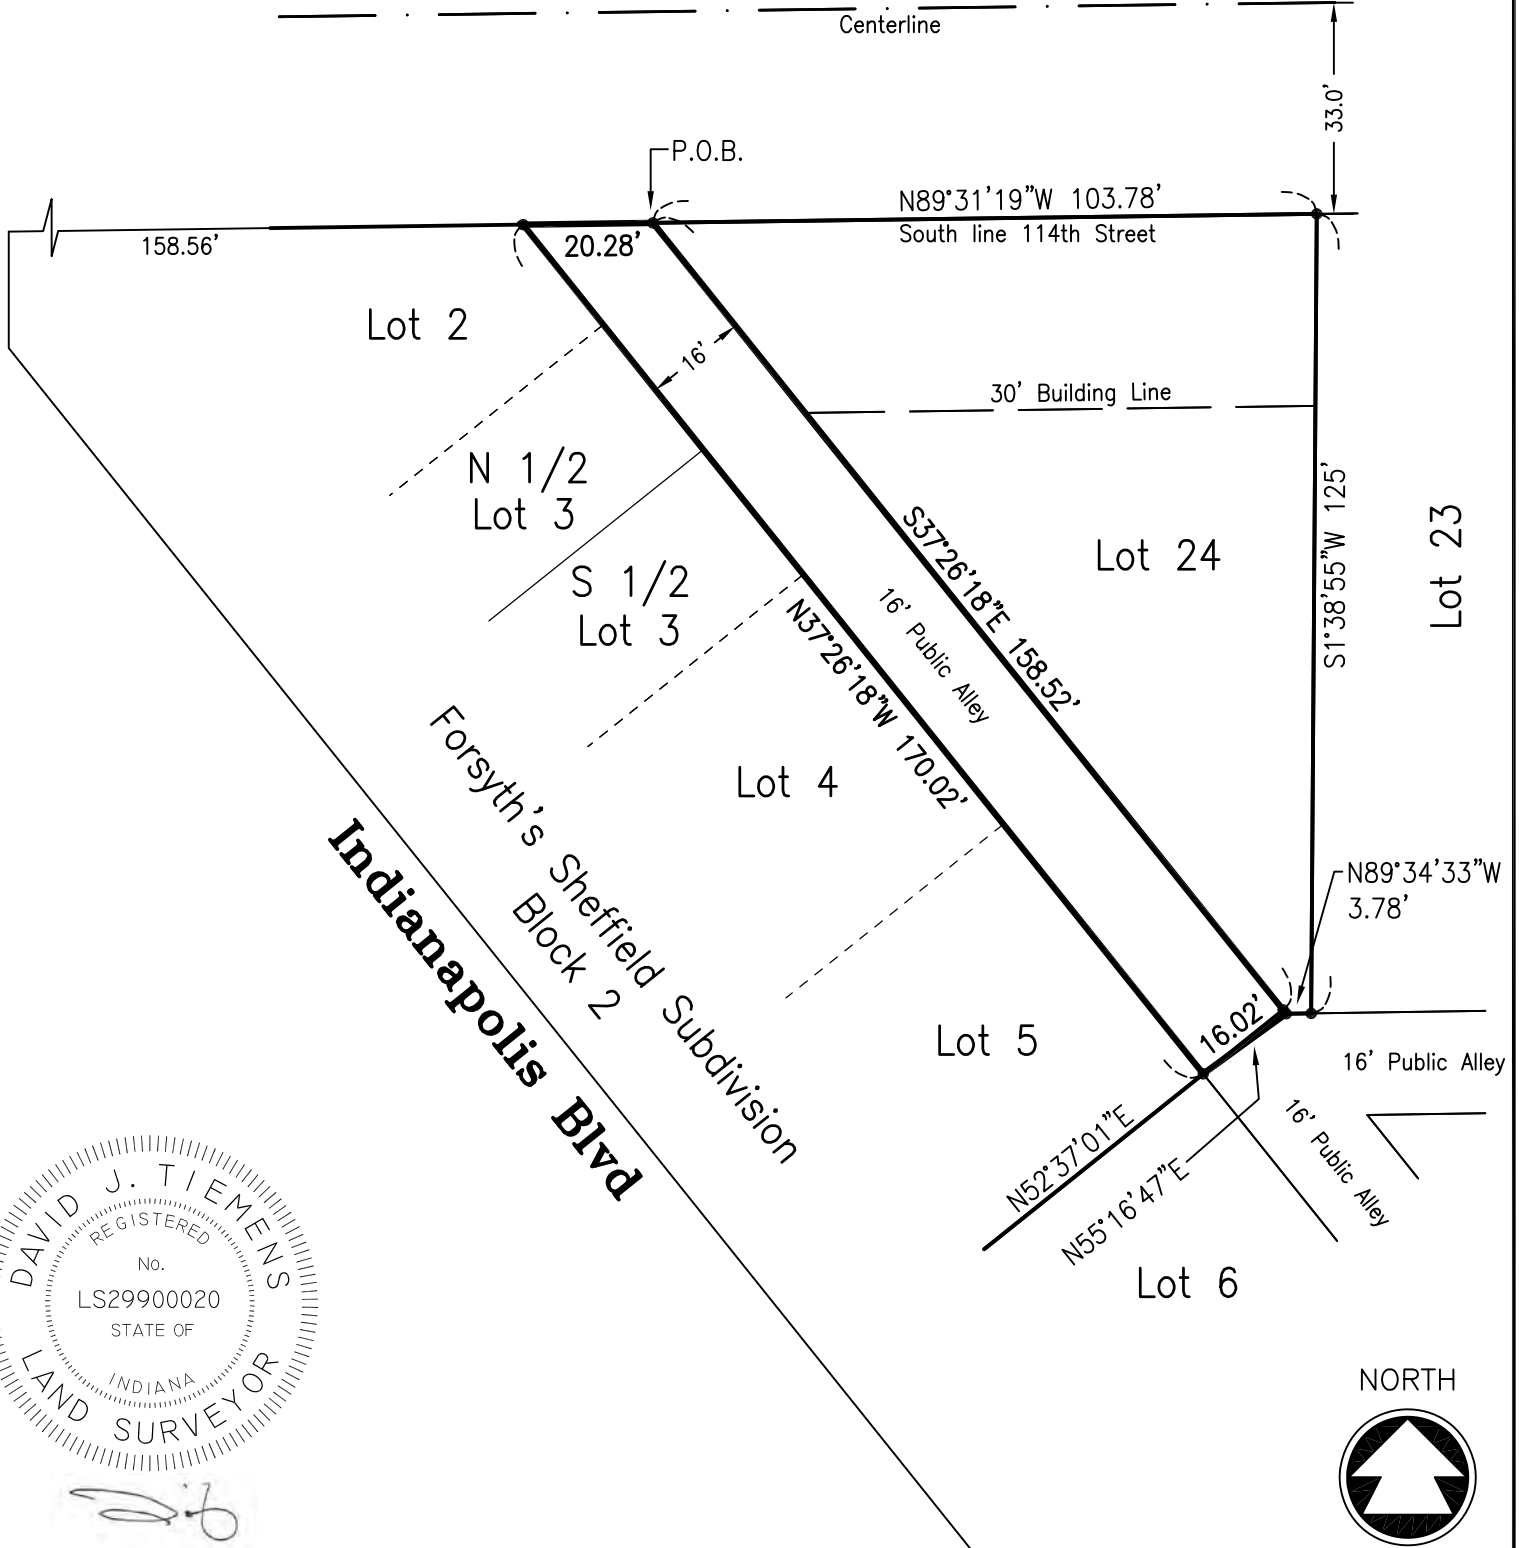 Centerline
33.0'
P.O.B.
N89°31'19"W 103.78'
South line 114th Street
158.56'
20.28'
Lot 2
16'
30' Building Line
N 1/2
Lot 3
S 1/2
Lot 3
S37°26'18"E 158.52'
Lot 24
S1°38'55"W 125'
Lot 23
16' Public Alley
N37°26'18"W 170.02'
Lot 4
Forsyth's Sheffield Subdivision
Block 2
Indianapolis Blvd
N89°34'33"W
3.78'
16.02'
Lot 5
16' Public Alley
16' Public Alley
N52°37'01"E
N55°16'47"E
Lot 6
DAVID J. TIEMENS
REGISTERED
No.
LS29900020
STATE OF
INDIANA
LAND SURVEYOR
NORTH